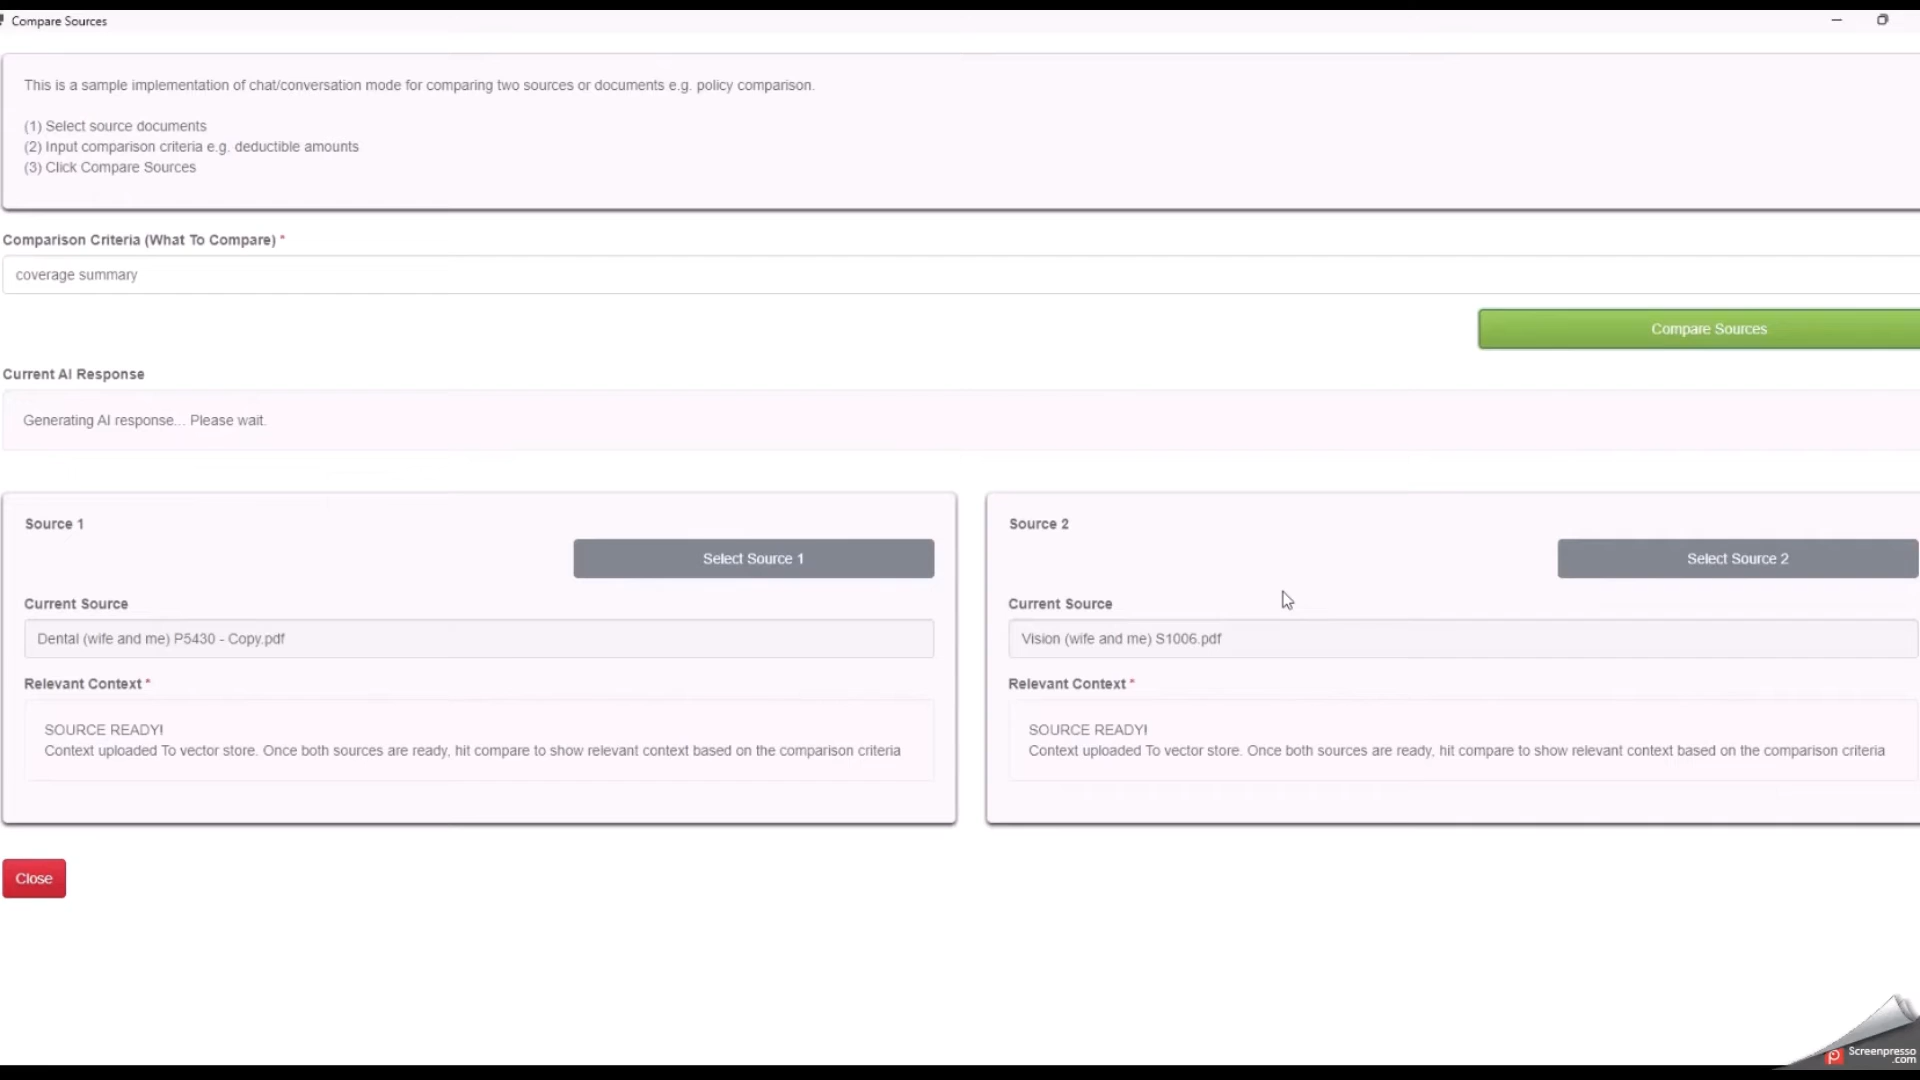 Compare Sources
This is a sample implementation of chat/conversation mode for comparing two sources or documents e.g. policy comparison.
(1) Select source documents
(2) Input comparison criteria e.g. deductible amounts
(3) Click Compare Sources
Comparison Criteria (What To Compare) *
coverage summary
Compare Sources
Current AI Response
Generating AI response... Please wait.
Source 1
Select Source 1
Current Source
Dental (wife and me) P5430 - Copy.pdf
Relevant Context *
SOURCE READY!
Context uploaded To vector store. Once both sources are ready, hit compare to show relevant context based on the comparison criteria
Source 2
Select Source 2
Current Source
Vision (wife and me) S1006.pdf
Relevant Context *
SOURCE READY!
Context uploaded To vector store. Once both sources are ready, hit compare to show relevant context based on the comparison criteria
Close
Screenpresso
.com